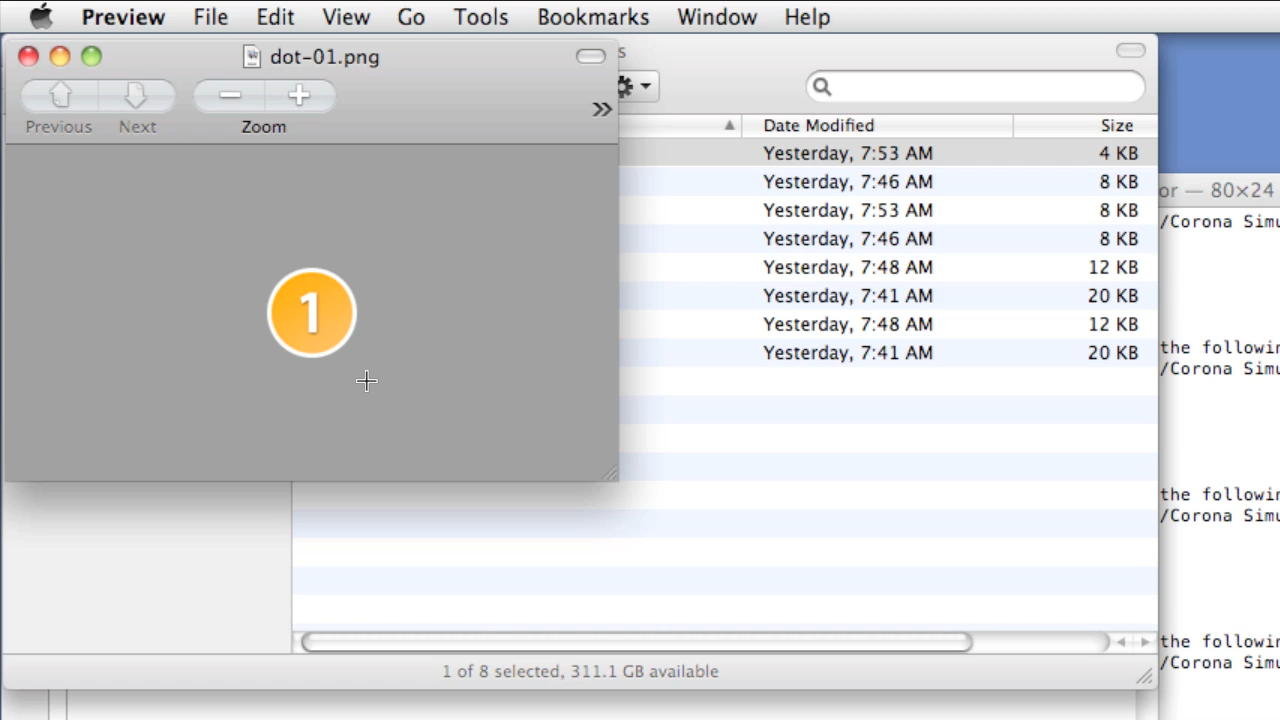 Preview File Edit View Go Tools Bookmarks Window Help
dot-01.png
s
Previous Next Zoom
1
Date Modified Size
Yesterday, 7:53 AM 4 KB
Yesterday, 7:46 AM 8 KB
Yesterday, 7:53 AM 8 KB
Yesterday, 7:46 AM 8 KB
Yesterday, 7:48 AM 12 KB
Yesterday, 7:41 AM 20 KB
Yesterday, 7:48 AM 12 KB
Yesterday, 7:41 AM 20 KB
1 of 8 selected, 311.1 GB available
or — 80×24
/Corona Simu
the followin
/Corona Simu
the followin
/Corona Simu
the followin
/Corona Simu